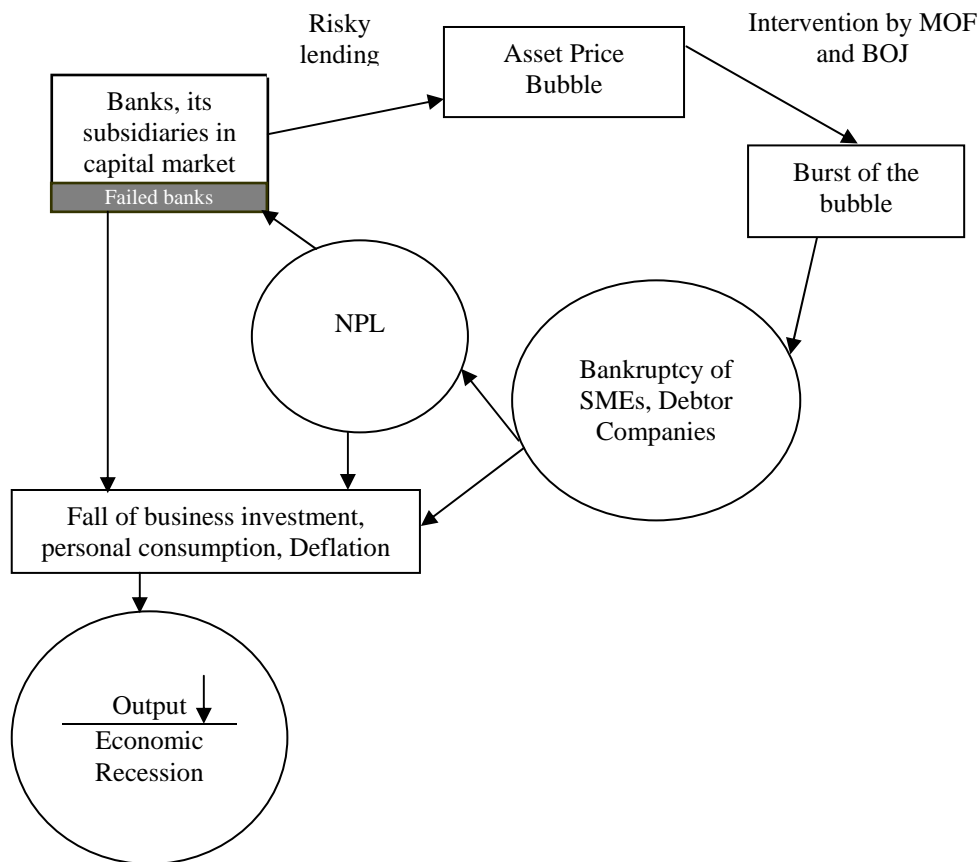 Risky
lending
Intervention by MOF
and BOJ
Asset Price
Bubble
Banks, its
subsidiaries in
capital market
Failed banks
Burst of the
bubble
NPL
Bankruptcy of
SMEs, Debtor
Companies
Fall of business investment,
personal consumption, Deflation
Output
Economic
Recession